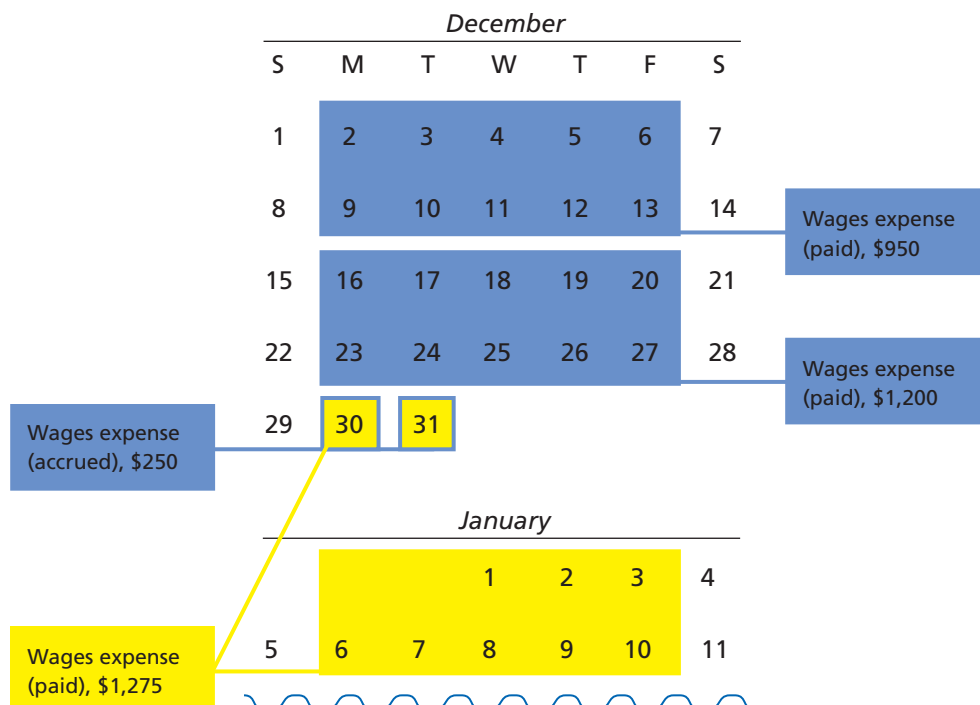 December
S M T W T F S
1 2 3 4 5 6 7
8 9 10 11 12 13 14
Wages expense
(paid), $950
15 16 17 18 19 20 21
22 23 24 25 26 27 28
Wages expense
(paid), $1,200
29 30 31
Wages expense
(accrued), $250
January
1 2 3 4
5 6 7 8 9 10 11
Wages expense
(paid), $1,275